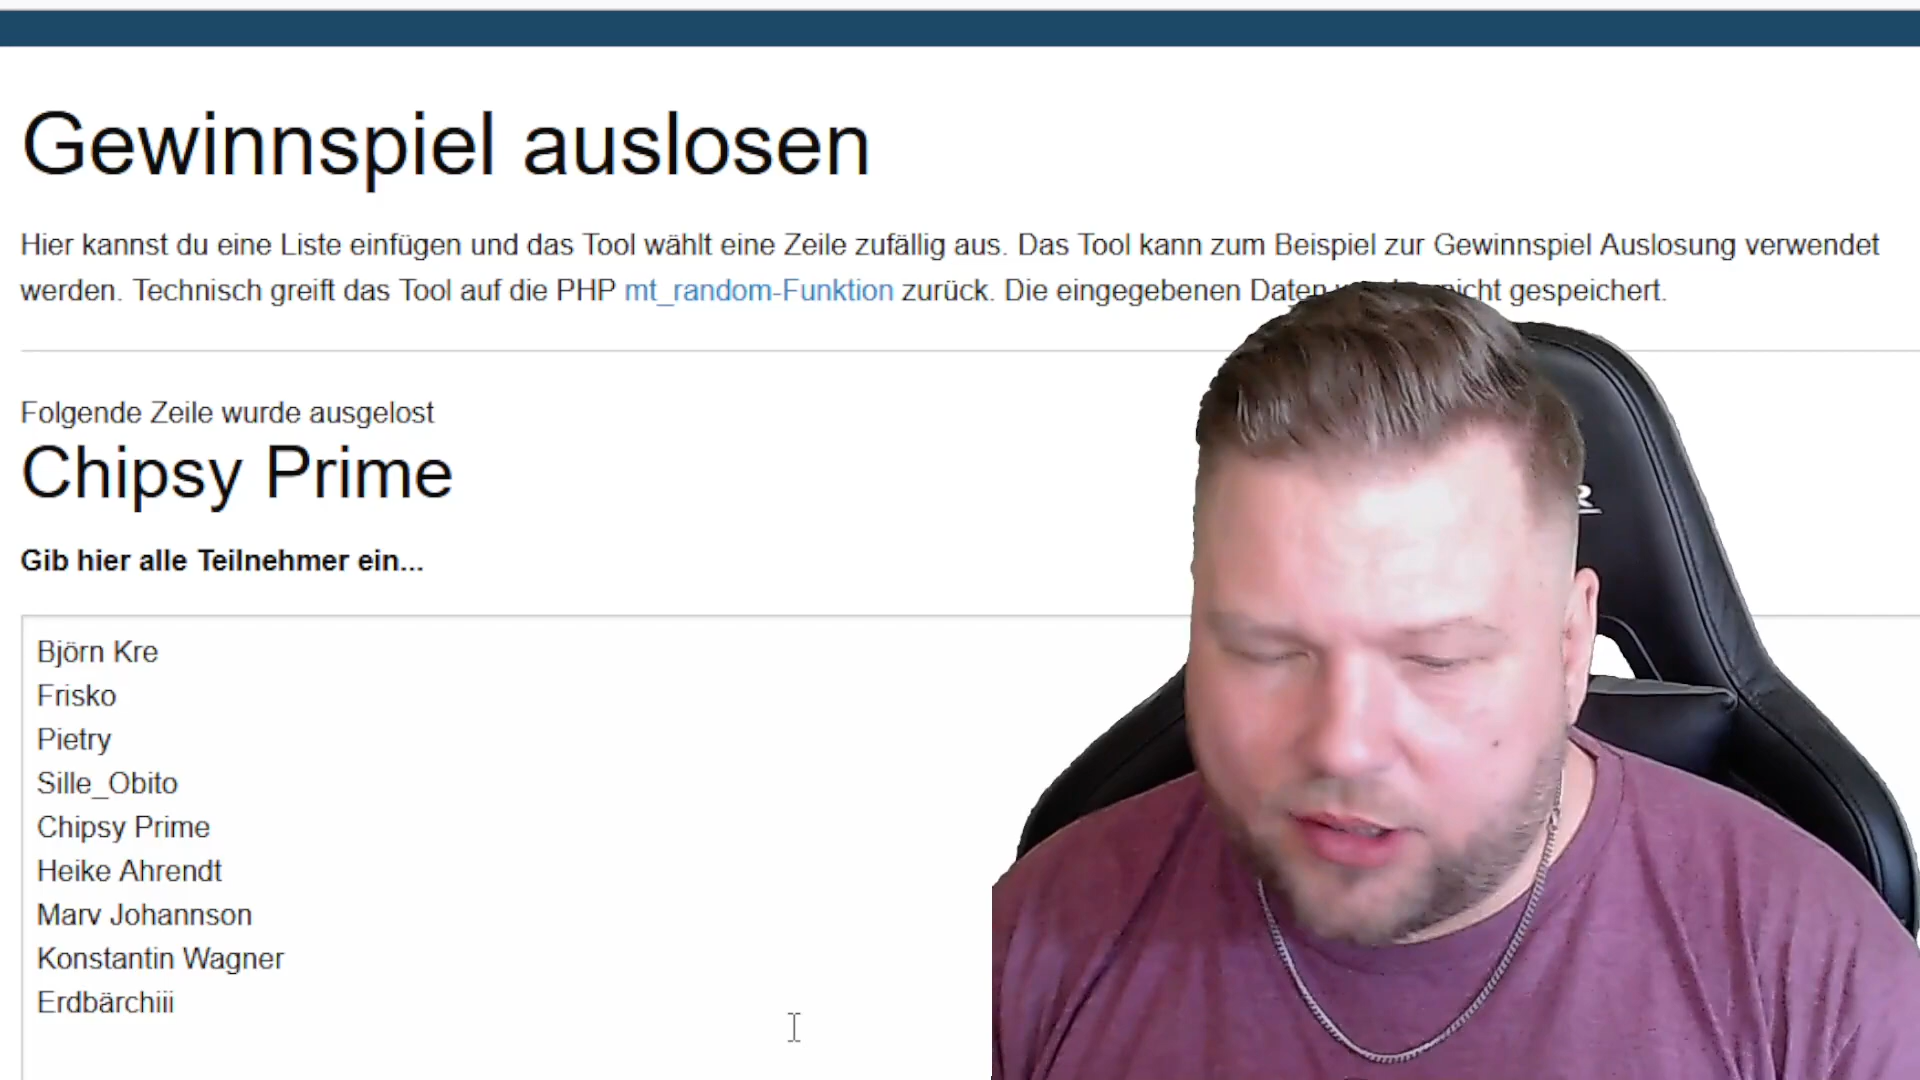 Gewinnspiel auslosen
Hier kannst du eine Liste einfügen und das Tool wählt eine Zeile zufällig aus. Das Tool kann zum Beispiel zur Gewinnspiel Auslosung verwendet
werden. Technisch greift das Tool auf die PHP mt_random-Funktion zurück. Die eingegebenen Daten nicht gespeichert.
Folgende Zeile wurde ausgelost
Chipsy Prime
Gib hier alle Teilnehmer ein...
Björn Kre
Frisko
Pietry
Sille_Obito
Chipsy Prime
Heike Ahrendt
Marv Johannson
Konstantin Wagner
Erdbärchiii